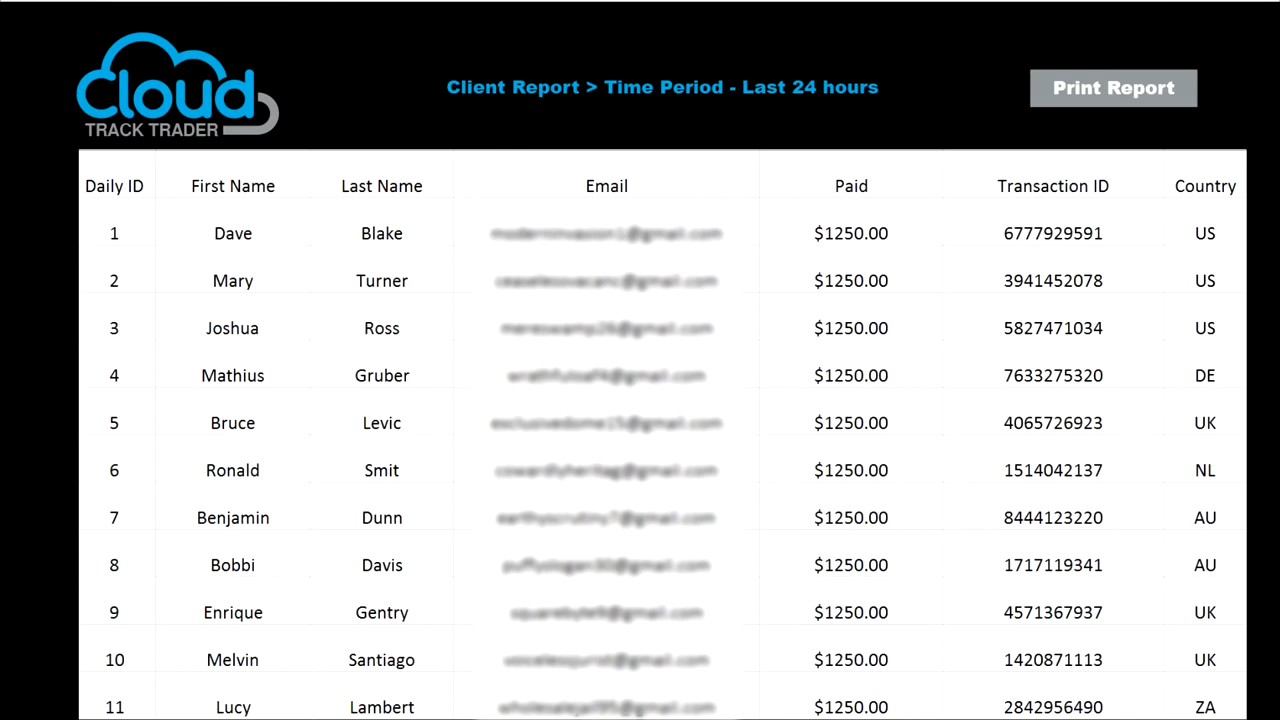 Cloud
TRACK TRADER
Client Report > Time Period - Last 24 hours
Print Report
Daily ID First Name Last Name Email Paid Transaction ID Country
1 Dave Blake $1250.00 6777929591 US
2 Mary Turner $1250.00 3941452078 US
3 Joshua Ross $1250.00 5827471034 US
4 Mathius Gruber $1250.00 7633275320 DE
5 Bruce Levic $1250.00 4065726923 UK
6 Ronald Smit $1250.00 1514042137 NL
7 Benjamin Dunn $1250.00 8444123220 AU
8 Bobbi Davis $1250.00 1717119341 AU
9 Enrique Gentry $1250.00 4571367937 UK
10 Melvin Santiago $1250.00 1420871113 UK
11 Lucy Lambert $1250.00 2842956490 ZA